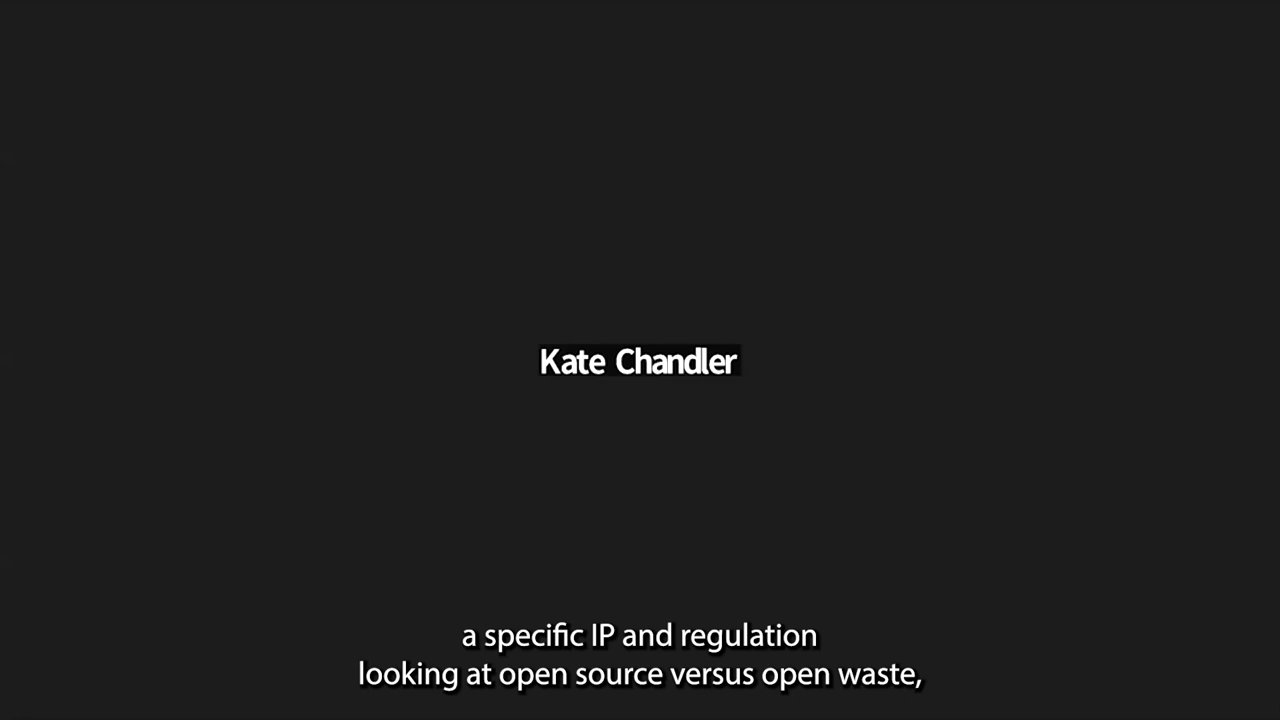 Kate Chandler
a specific IP and regulation
looking at open source versus open waste,